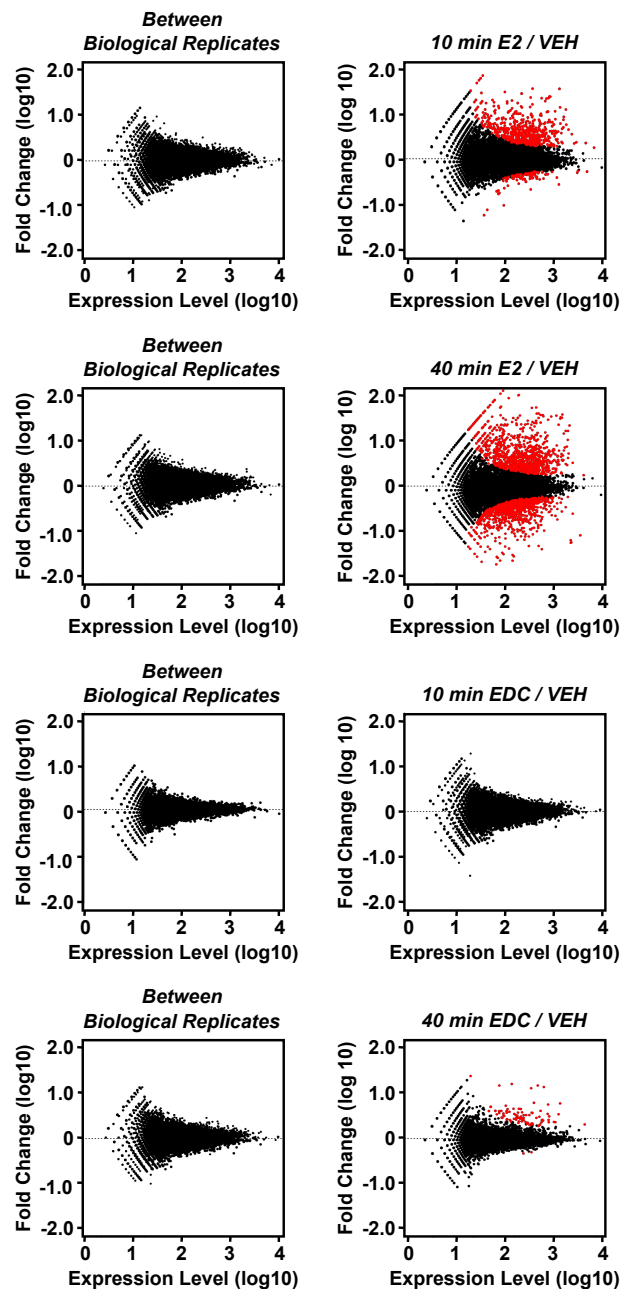 Between
Biological Replicates
Fold Change (log10)
2.0
1.0
0
-1.0
-2.0
0
1
2
3
4
Expression Level (log10)
10 min E2 / VEH
Fold Change (log 10)
2.0
1.0
0
-1.0
-2.0
0
1
2
3
4
Expression Level (log10)
Between
Biological Replicates
Fold Change (log10)
2.0
1.0
0
-1.0
-2.0
0
1
2
3
4
Expression Level (log10)
40 min E2 / VEH
Fold Change (log 10)
2.0
1.0
0
-1.0
-2.0
0
1
2
3
4
Expression Level (log10)
Between
Biological Replicates
Fold Change (log10)
2.0
1.0
0
-1.0
-2.0
0
1
2
3
4
Expression Level (log10)
10 min EDC / VEH
Fold Change (log 10)
2.0
1.0
0
-1.0
-2.0
0
1
2
3
4
Expression Level (log10)
Between
Biological Replicates
Fold Change (log10)
2.0
1.0
0
-1.0
-2.0
0
1
2
3
4
Expression Level (log10)
40 min EDC / VEH
Fold Change (log 10)
2.0
1.0
0
-1.0
-2.0
0
1
2
3
4
Expression Level (log10)